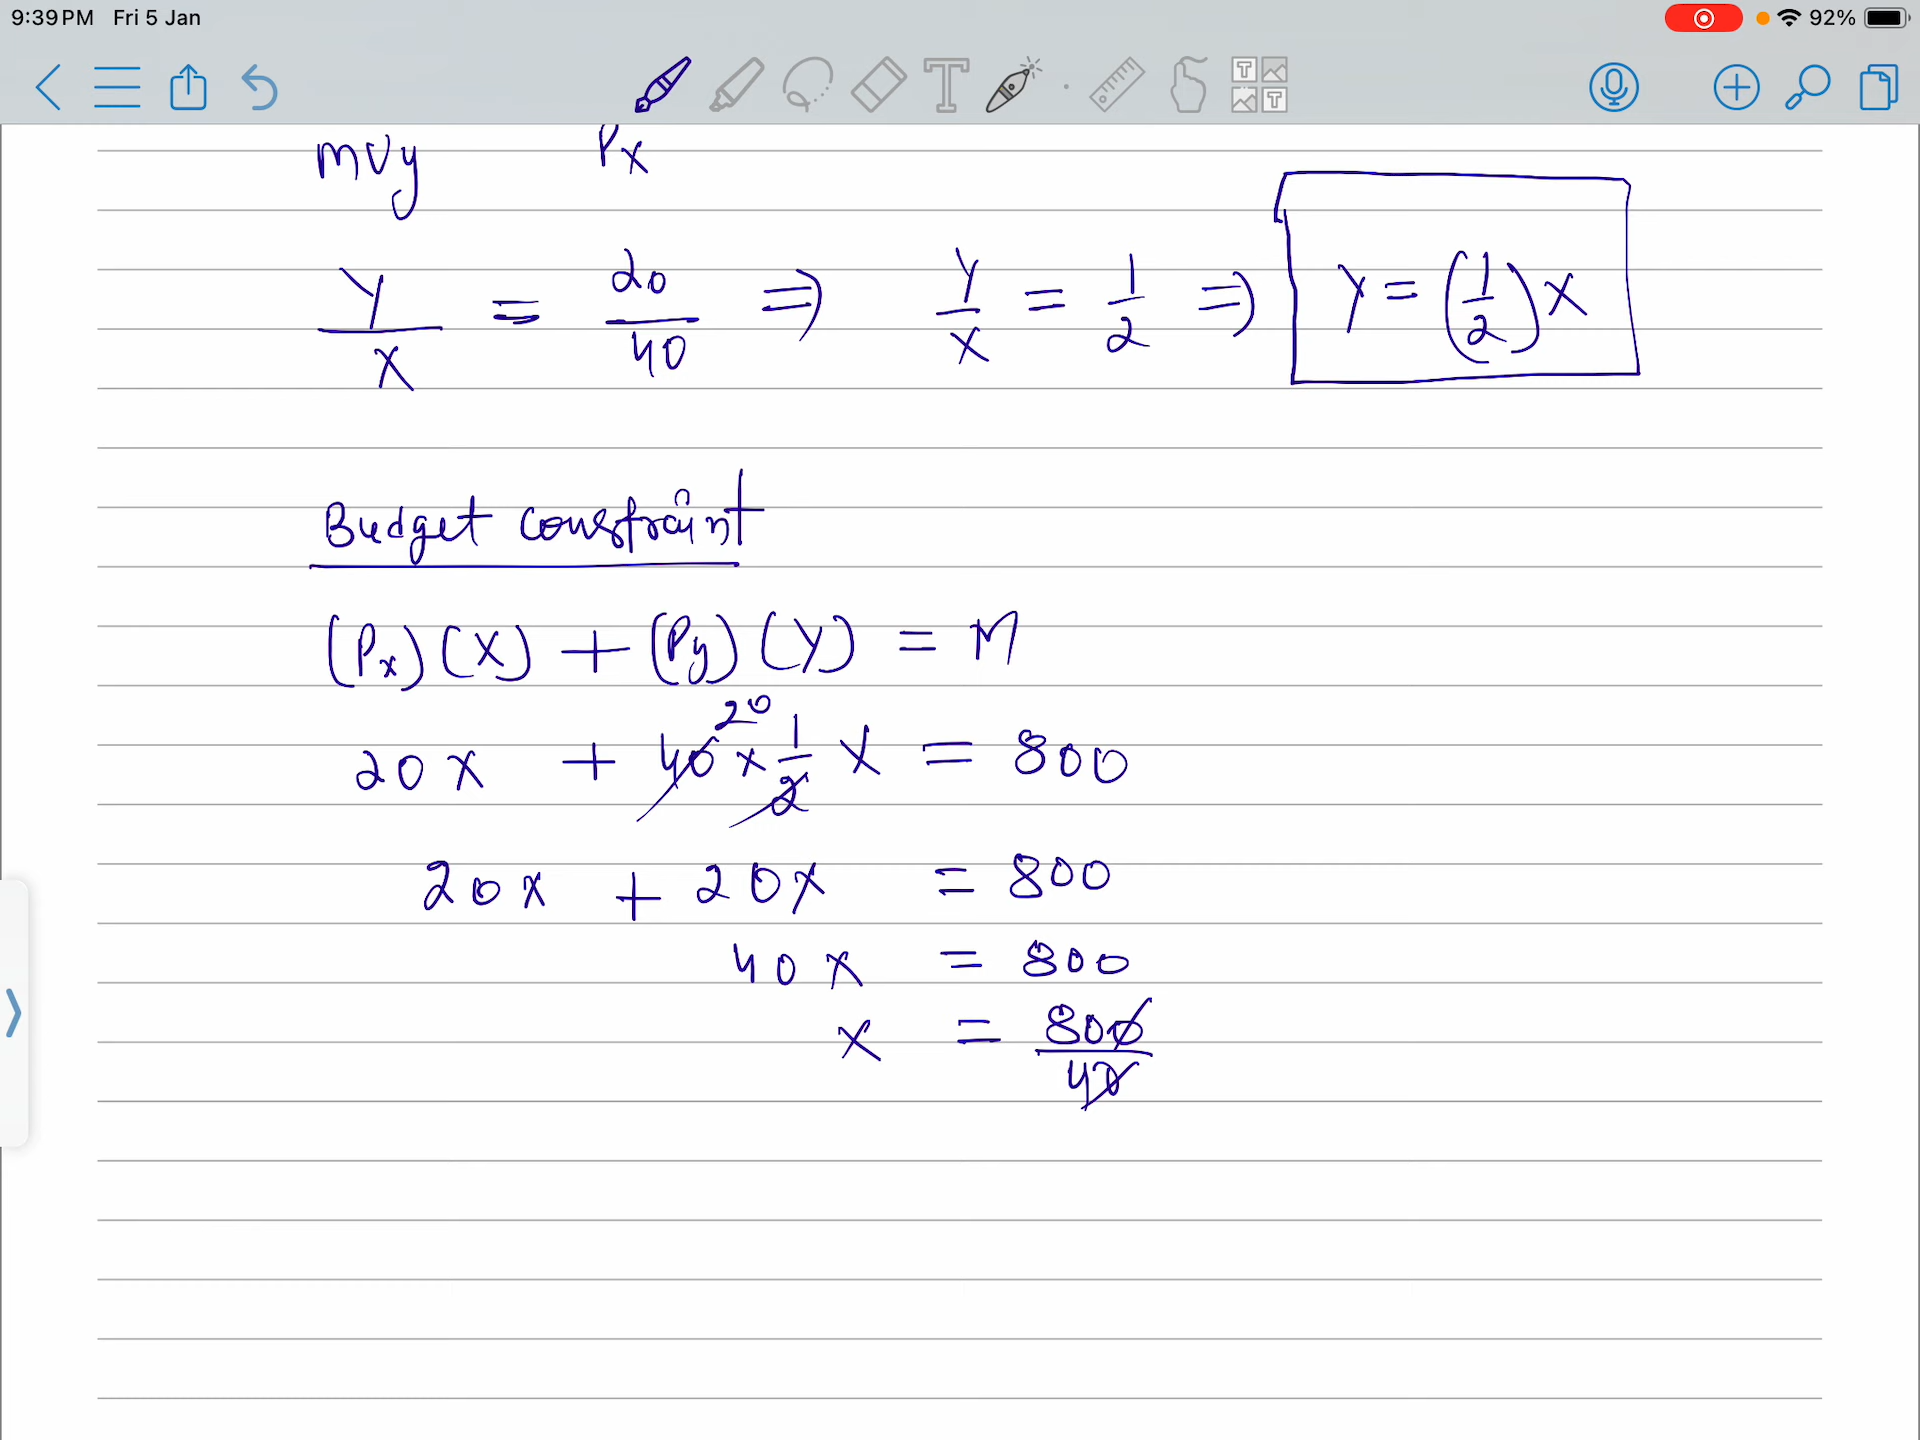 9:39 PM Fri 5 Jan 92%
MUy Px
Y/X = 20/40 ⇒ Y/X = 1/2 ⇒ Y = (1/2)X
Budget constraint
(Px)(X) + (Py)(Y) = M
20
20X + 40 × 1/2 X = 800
20X + 20X = 800
40X = 800
X = 800/40